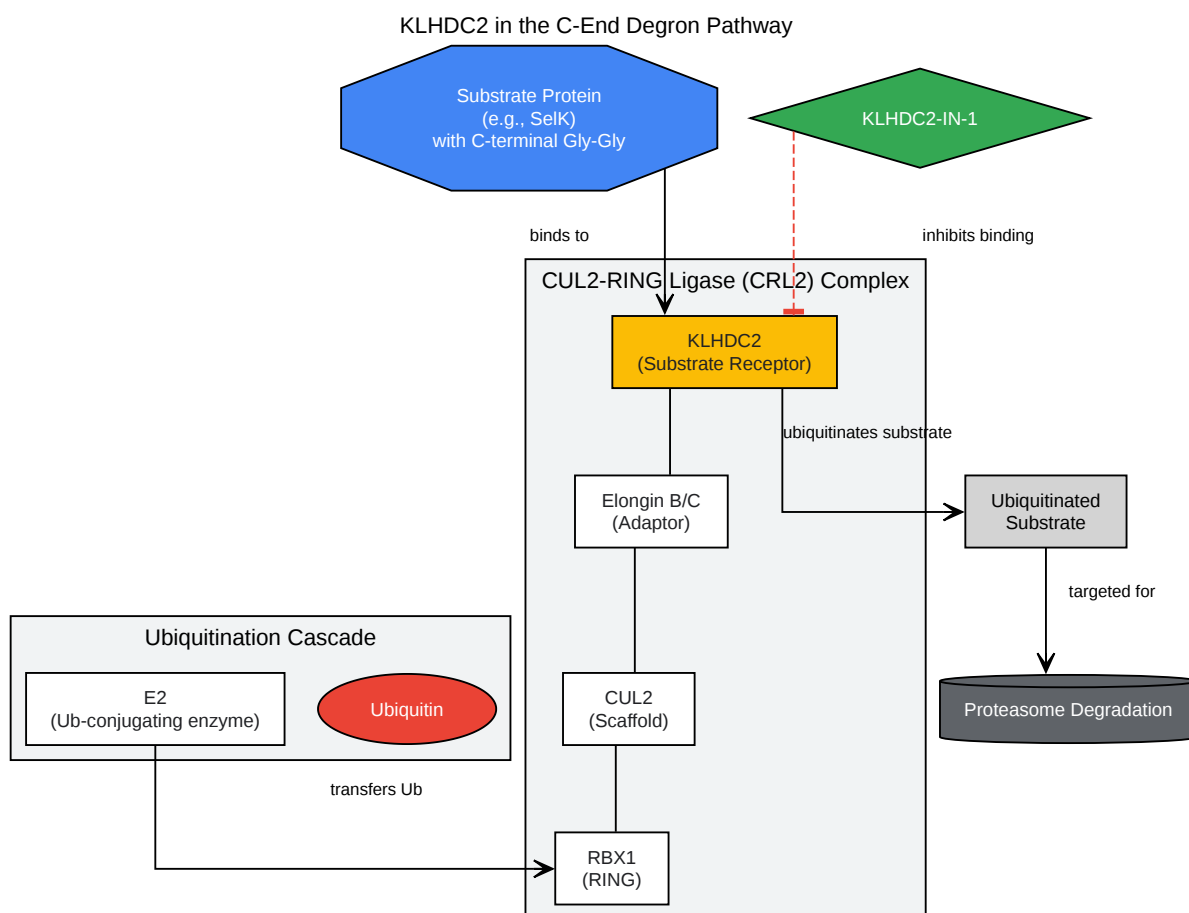 KLHDC2 in the C-End Degron Pathway
Substrate Protein
(e.g., SelK)
with C-terminal Gly-Gly
KLHDC2-IN-1
binds to
inhibits binding
CUL2-RING Ligase (CRL2) Complex
KLHDC2
(Substrate Receptor)
ubiquitinates substrate
Elongin B/C
(Adaptor)
Ubiquitinated
Substrate
targeted for
Ubiquitination Cascade
E2
(Ub-conjugating enzyme)
Ubiquitin
CUL2
(Scaffold)
Proteasome Degradation
transfers Ub
RBX1
(RING)